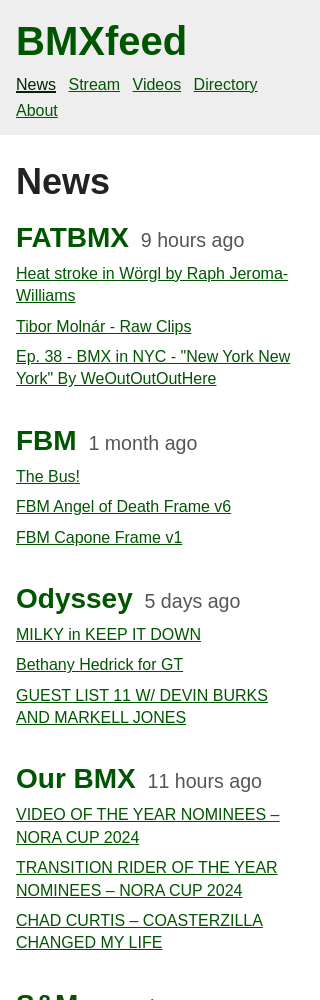 BMXfeed
News Stream Videos Directory
About
News
FATBMX 9 hours ago
Heat stroke in Wörgl by Raph Jeroma-
Williams
Tibor Molnár - Raw Clips
Ep. 38 - BMX in NYC - "New York New
York" By WeOutOutOutHere
FBM 1 month ago
The Bus!
FBM Angel of Death Frame v6
FBM Capone Frame v1
Odyssey 5 days ago
MILKY in KEEP IT DOWN
Bethany Hedrick for GT
GUEST LIST 11 W/ DEVIN BURKS
AND MARKELL JONES
Our BMX 11 hours ago
VIDEO OF THE YEAR NOMINEES –
NORA CUP 2024
TRANSITION RIDER OF THE YEAR
NOMINEES – NORA CUP 2024
CHAD CURTIS – COASTERZILLA
CHANGED MY LIFE